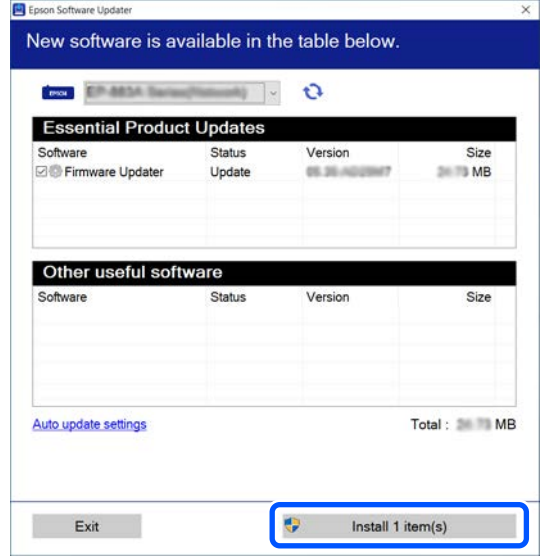 Epson Software Updater
New software is available in the table below.
EPSON
Essential Product Updates
Software Status Version Size
Firmware Updater Update MB
Other useful software
Software Status Version Size
Auto update settings Total : MB
Exit Install 1 item(s)